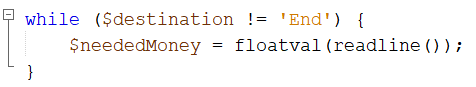 while ($destination != 'End') {
    $neededMoney = floatval(readline());
}